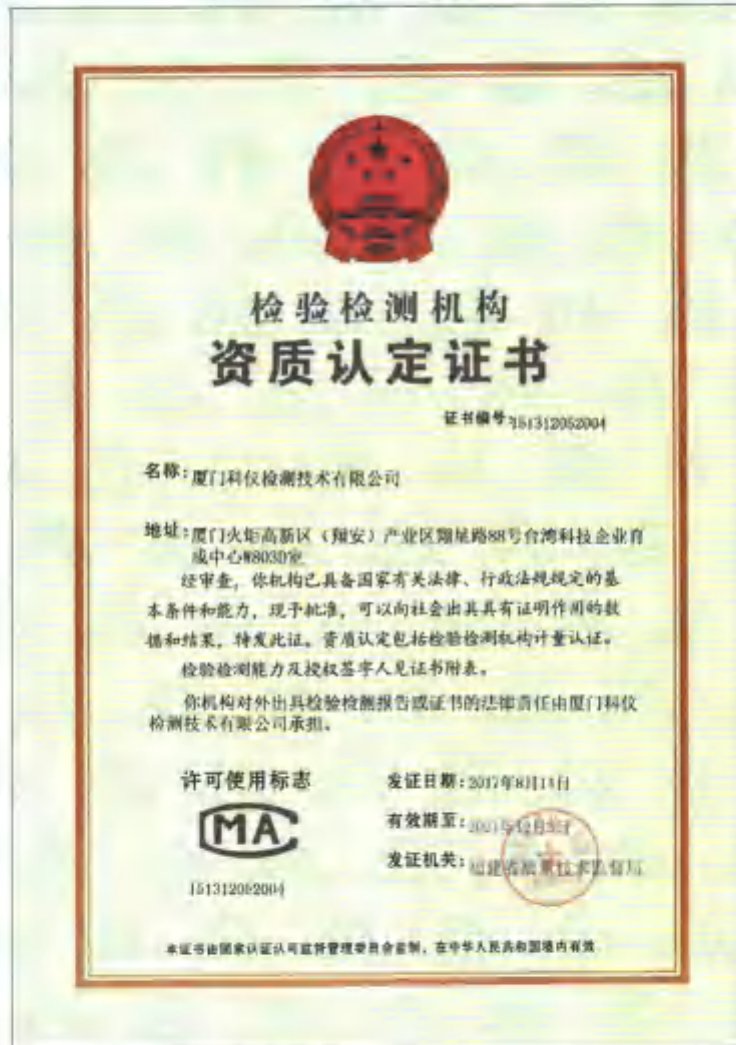 检验检测机构
资质认定证书
证书编号:151312052004
名称:厦门科仪检测技术有限公司
地址:厦门火炬高新区(翔安)产业区翔星路88号台湾科技企业育
成中心W803D室
经审查,你机构已具备国家有关法律、行政法规规定的基
本条件和能力,现予批准,可以向社会出具具有证明作用的数
据和结果,特发此证。资质认定包括检验检测机构计量认证。
检验检测能力及授权签字人见证书附表。
你机构对外出具检验检测报告或证书的法律责任由厦门科仪
检测技术有限公司承担。
许可使用标志
发证日期:2017年8月14日
MA
有效期至:
发证机关:福建省质量技术监督局
151312052004
本证书由国家认证认可监督管理委员会监制,在中华人民共和国境内有效